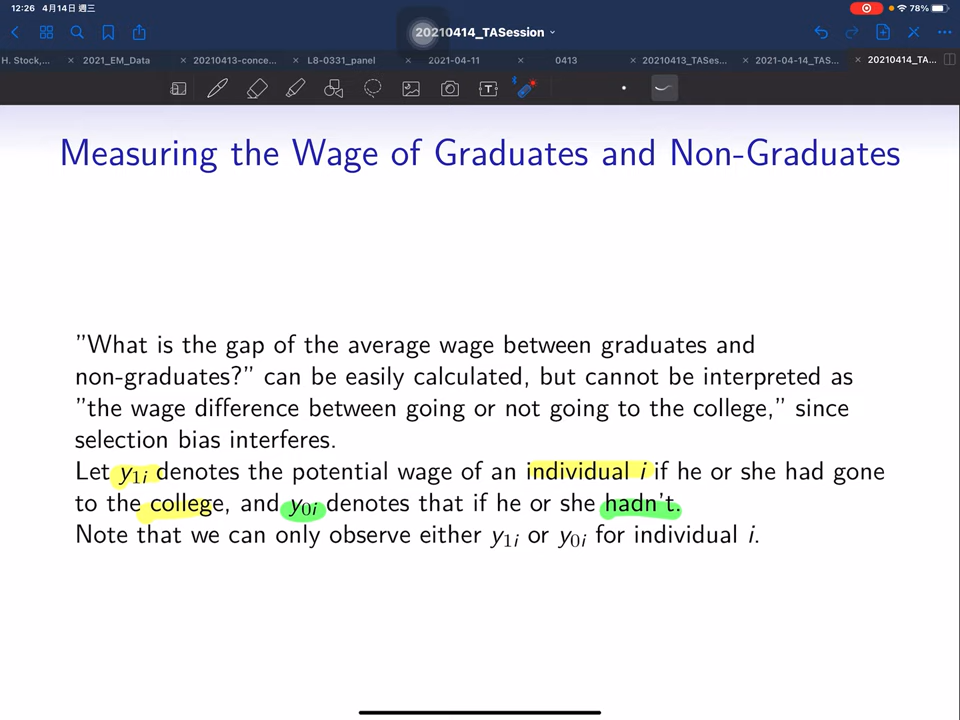 12:26 4月14日 週三
78%
20210414_TASession
H. Stock,...
2021_EM_Data
20210413-conce...
L8-0331_panel
2021-04-11
0413
20210413_TASes...
2021-04-14_TAS...
20210414_TA...
T
Measuring the Wage of Graduates and Non-Graduates
”What is the gap of the average wage between graduates and
non-graduates?” can be easily calculated, but cannot be interpreted as
”the wage difference between going or not going to the college,” since
selection bias interferes.
Let y₁ᵢ denotes the potential wage of an individual i if he or she had gone
to the college, and y₀ᵢ denotes that if he or she hadn't.
Note that we can only observe either y₁ᵢ or y₀ᵢ for individual i.